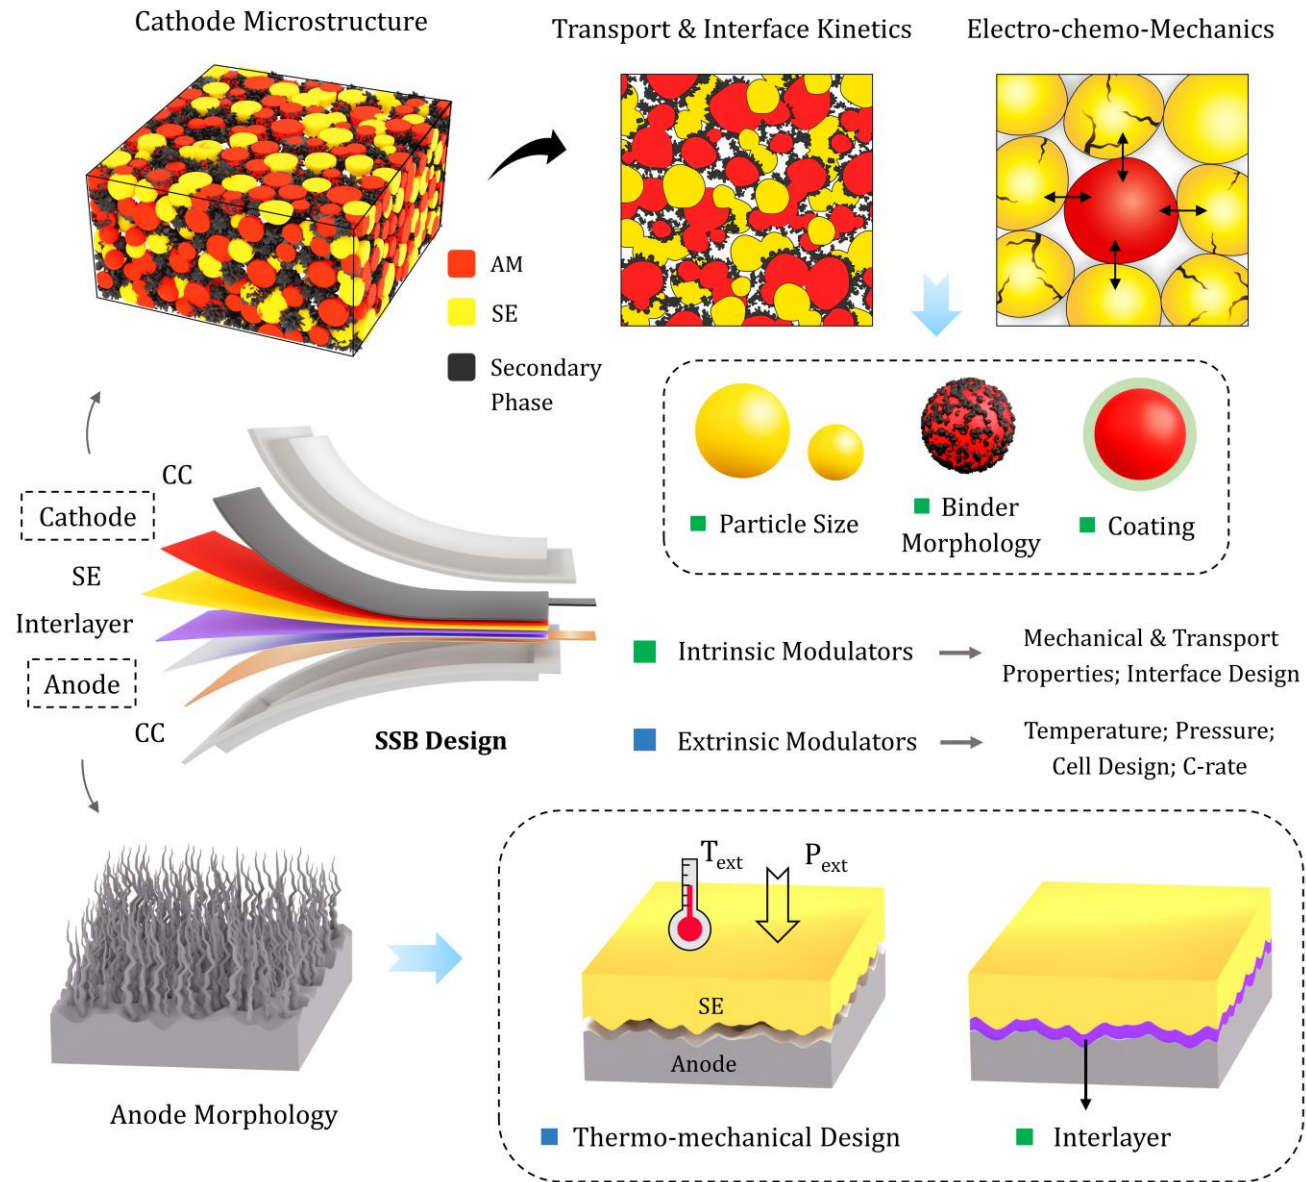 Cathode Microstructure
Transport & Interface Kinetics
Electro-chemo-Mechanics
AM
SE
Secondary
Phase
CC
Cathode
SE
Interlayer
Anode
CC
SSB Design
Particle Size
Binder
Morphology
Coating
Intrinsic Modulators
Mechanical & Transport
Properties; Interface Design
Extrinsic Modulators
Temperature; Pressure;
Cell Design; C-rate
Anode Morphology
T_ext
P_ext
SE
Anode
Thermo-mechanical Design
Interlayer